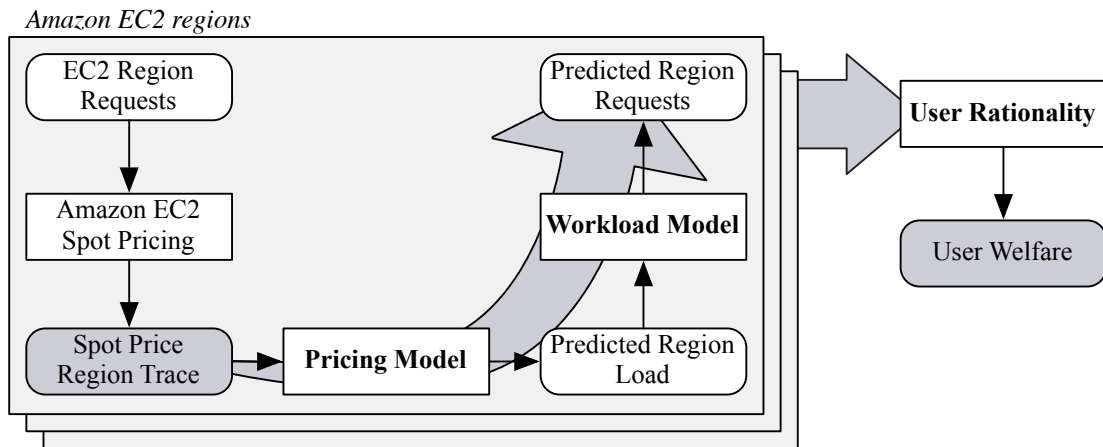 Amazon EC2 regions
EC2 Region
Requests
Amazon EC2
Spot Pricing
Spot Price
Region Trace
Pricing Model
Predicted Region
Load
Workload Model
Predicted Region
Requests
User Rationality
User Welfare